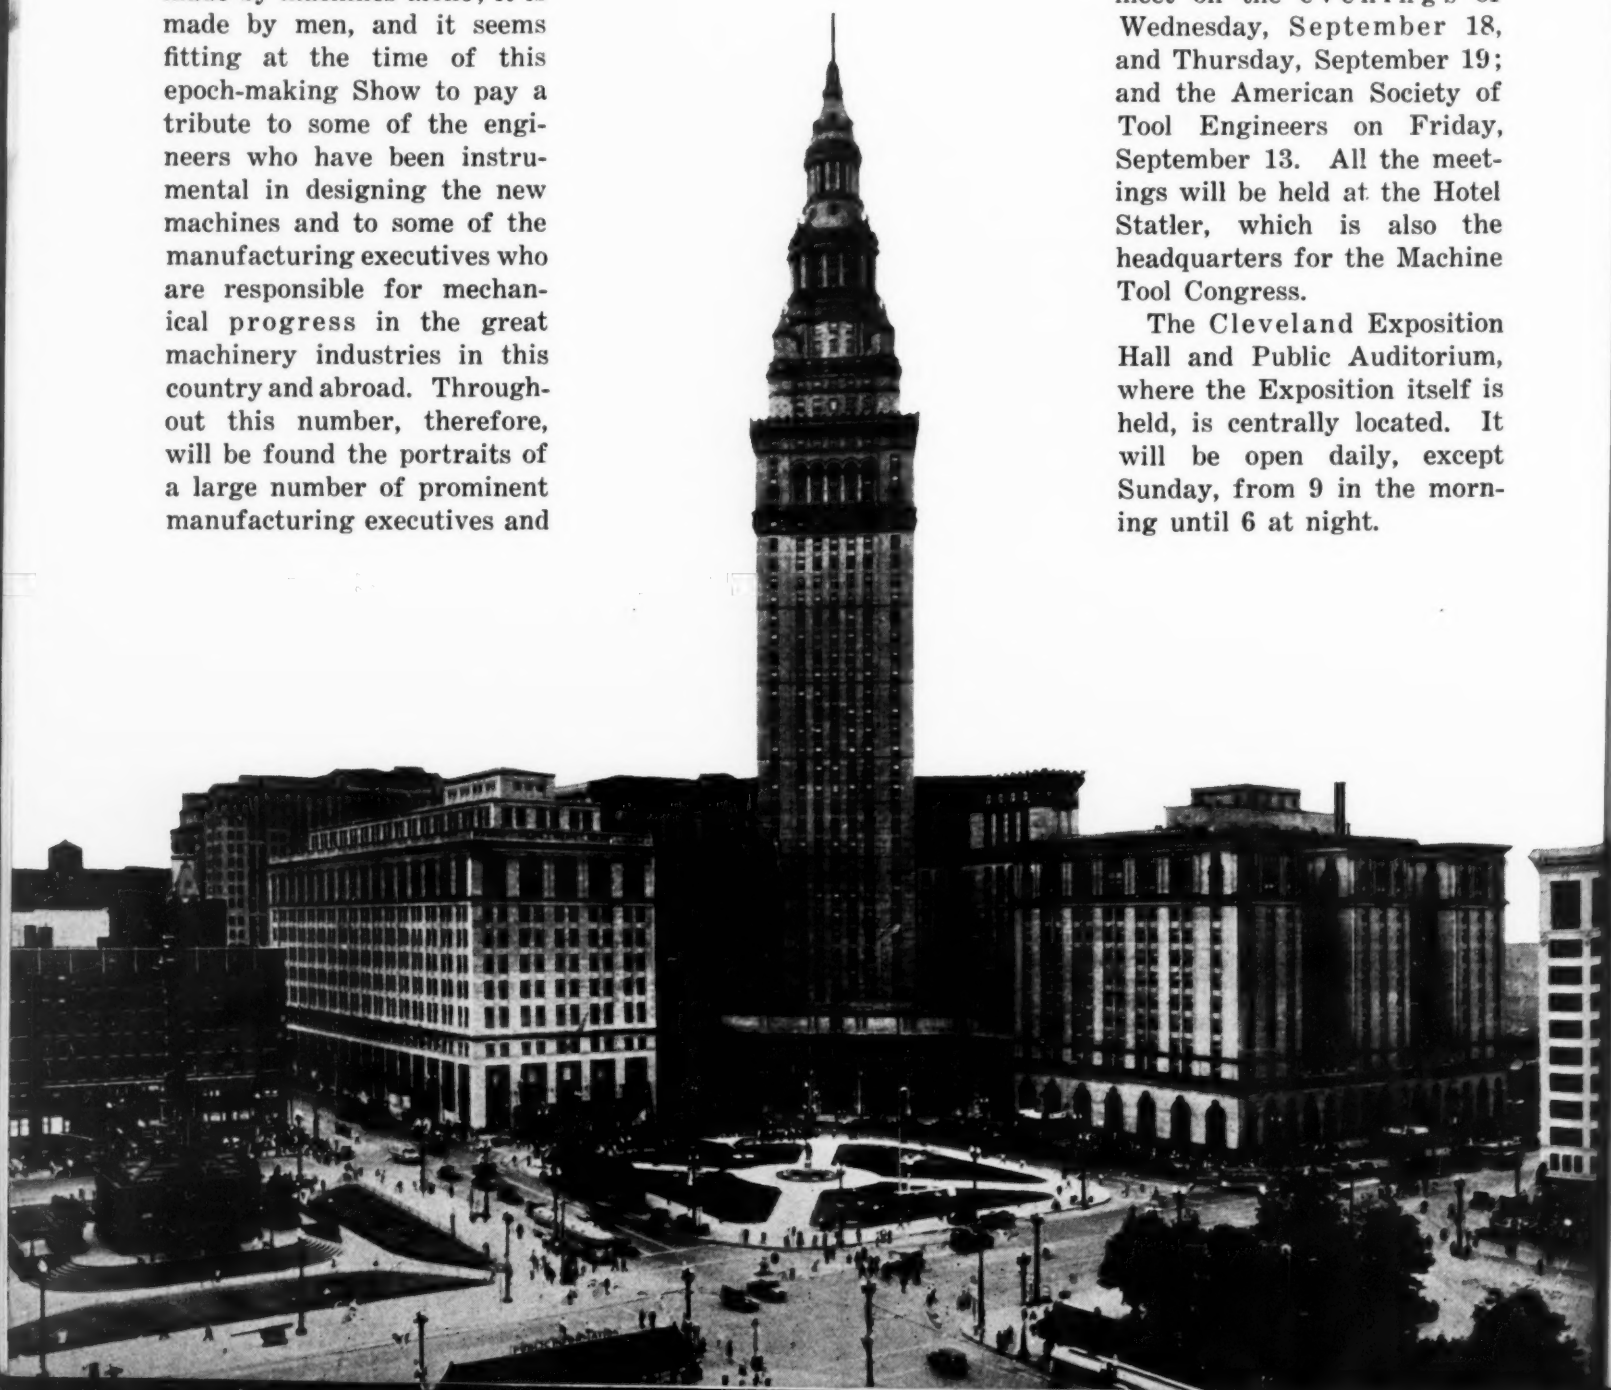 made by men, and it seems
fitting at the time of this
epoch-making Show to pay a
tribute to some of the engi-
neers who have been instru-
mental in designing the new
machines and to some of the
manufacturing executives who
are responsible for mechan-
ical progress in the great
machinery industries in this
country and abroad. Through-
out this number, therefore,
will be found the portraits of
a large number of prominent
manufacturing executives and
meet on the evenings of
Wednesday, September 18,
and Thursday, September 19;
and the American Society of
Tool Engineers on Friday,
September 13. All the meet-
ings will be held at the Hotel
Statler, which is also the
headquarters for the Machine
Tool Congress.
The Cleveland Exposition
Hall and Public Auditorium,
where the Exposition itself is
held, is centrally located. It
will be open daily, except
Sunday, from 9 in the morn-
ing until 6 at night.